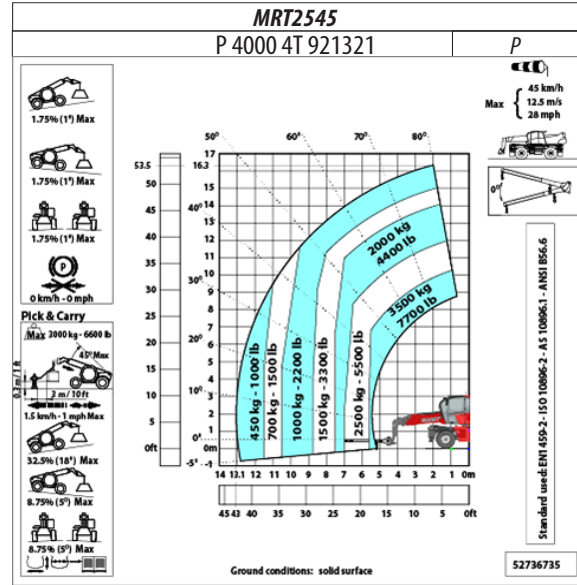 MRT2545
P 4000 4T 921321
P
1.75% (1°) Max
1.75% (1°) Max
1.75% (1°) Max
P
0 km/h - 0 mph
Pick & Carry
Max 3000 kg - 6600 lb
45° Max
0.3 m / 1 ft
3 m / 10 ft
1.5 km/h - 1 mph Max
32.5% (18°) Max
8.75% (5°) Max
8.75% (5°) Max
Max
45 km/h
12.5 m/s
28 mph
0°
50°
60°
70°
80°
40°
30°
20°
10°
0°
-5°
53.5
50
45
40
35
30
25
20
15
10
5
0ft
17
16.3
15
14
13
12
11
10
9
8
7
6
5
4
3
2
1
0m
-1
450 kg - 1000 lb
700 kg - 1500 lb
1000 kg - 2200 lb
1500 kg - 3300 lb
2500 kg - 5500 lb
2000 kg
4400 lb
3500 kg
7700 lb
14 13.1 12 11 10 9 8 7 6 5 4 3 2 1 0m
45 43 40 35 30 25 20 15 10 5 0ft
Ground conditions: solid surface
Standard used: EN1459-2 - ISO 10896-2 - AS 10896.1 - ANSI B56.6
52736735